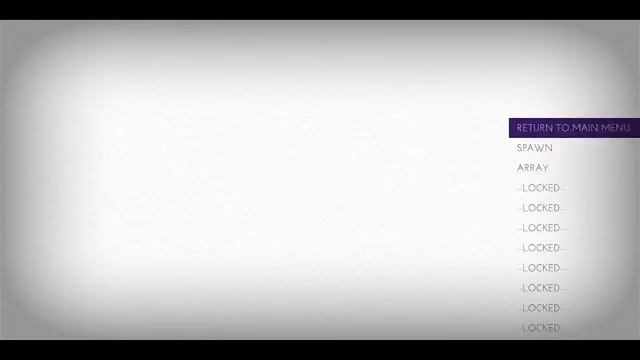 RETURN TO MAIN MENU
SPAWN
ARRAY
--LOCKED--
--LOCKED--
--LOCKED--
--LOCKED--
--LOCKED--
--LOCKED--
--LOCKED--
--LOCKED--